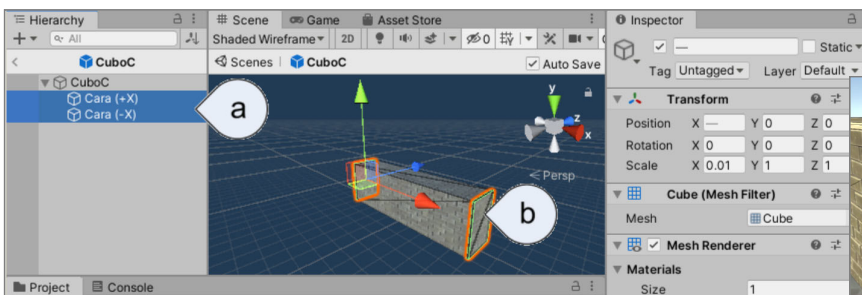 Hierarchy
All
CuboC
CuboC
Cara (+X)
Cara (-X)
a
Scene
Game
Asset Store
Shaded Wireframe
2D
0
Scenes
CuboC
Auto Save
y
z
x
Persp
b
Inspector
—
Static
Tag Untagged
Layer Default
Transform
Position X — Y 0 Z 0
Rotation X 0 Y 0 Z 0
Scale X 0.01 Y 1 Z 1
Cube (Mesh Filter)
Mesh Cube
Mesh Renderer
Materials
Size 1
Project
Console